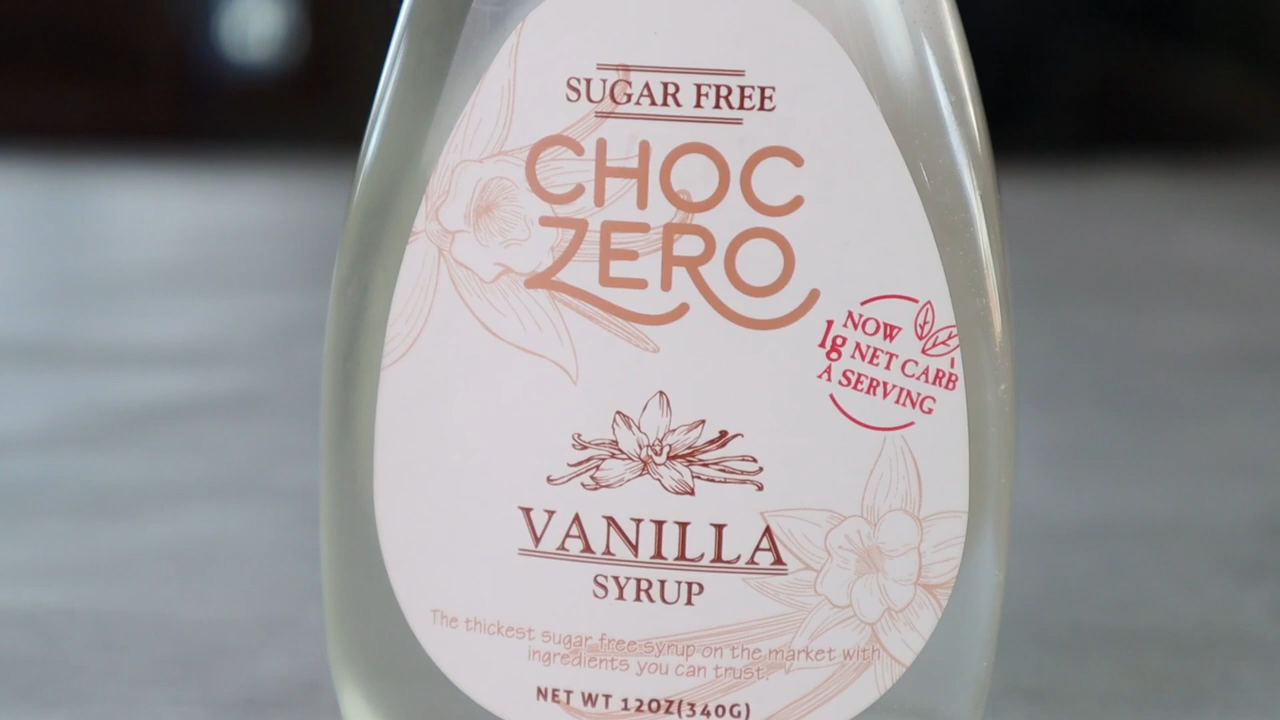 SUGAR FREE
CHOC
ZERO
NOW
1g NET CARB
A SERVING
VANILLA
SYRUP
The thickest sugar free syrup on the market with
ingredients you can trust.
NET WT 12OZ(340G)